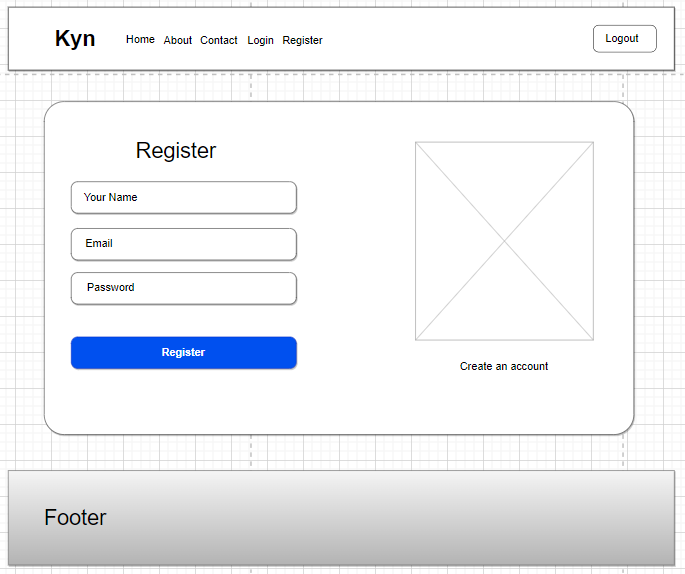 Kyn Home About Contact Login Register Logout
Register
Your Name
Email
Password
Register
Create an account
Footer